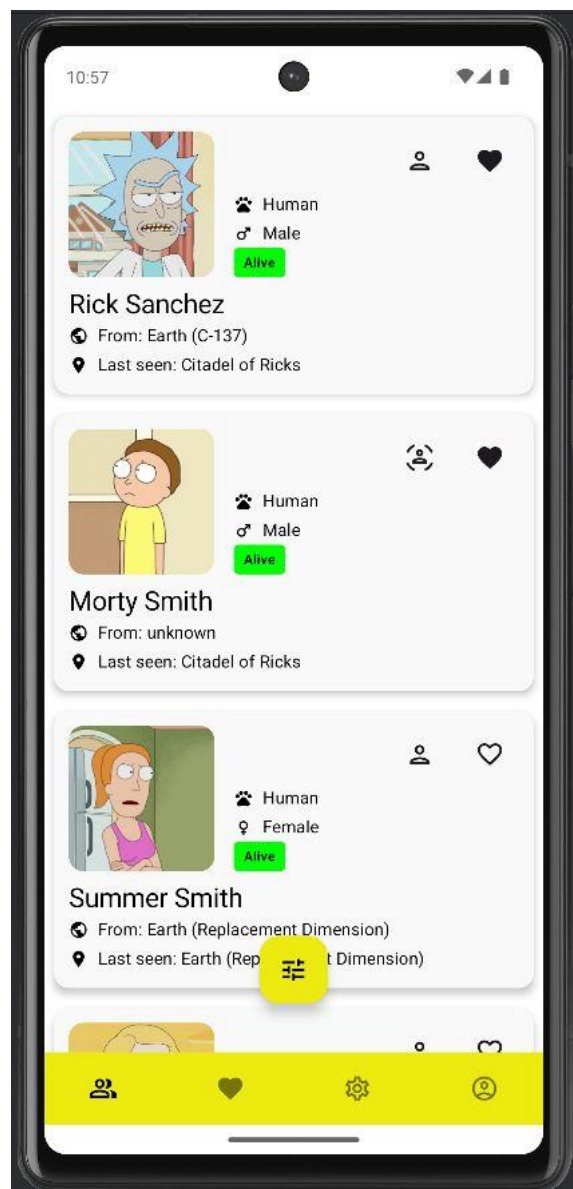 10:57
Human
Male
Alive
Rick Sanchez
From: Earth (C-137)
Last seen: Citadel of Ricks
Human
Male
Alive
Morty Smith
From: unknown
Last seen: Citadel of Ricks
Human
Female
Alive
Summer Smith
From: Earth (Replacement Dimension)
Last seen: Earth (Rep t Dimension)